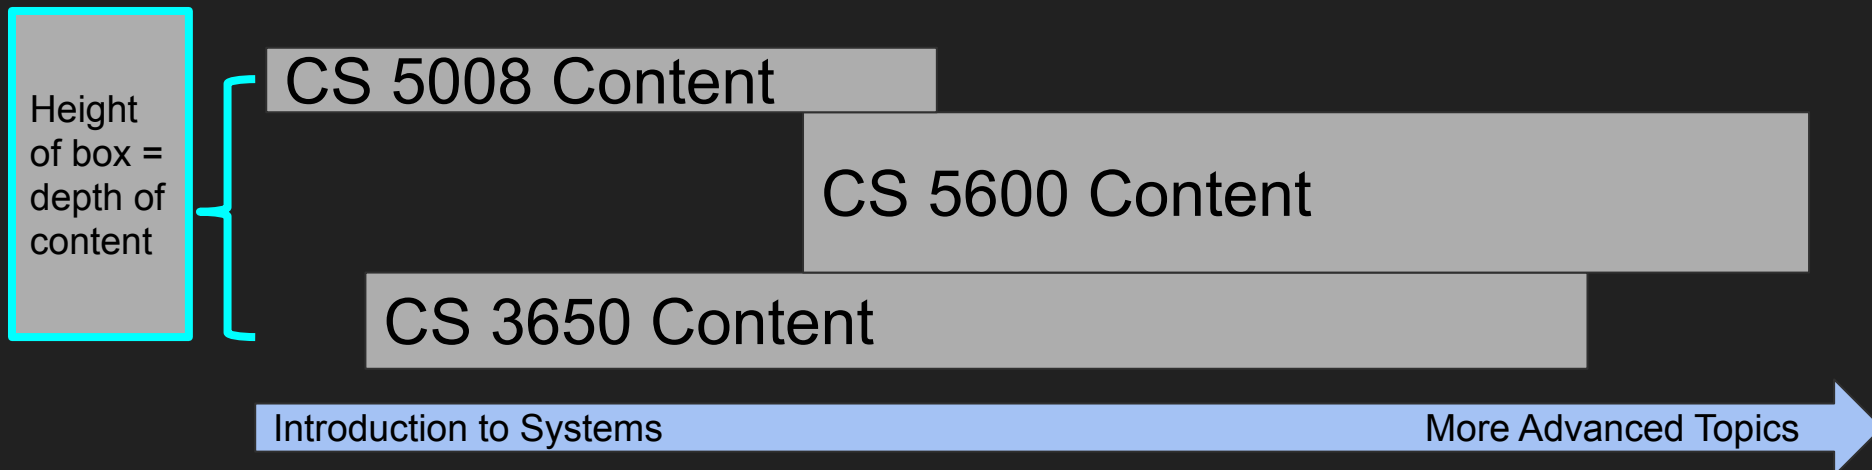 Height
of box =
depth of
content
CS 5008 Content
CS 5600 Content
CS 3650 Content
Introduction to Systems
More Advanced Topics